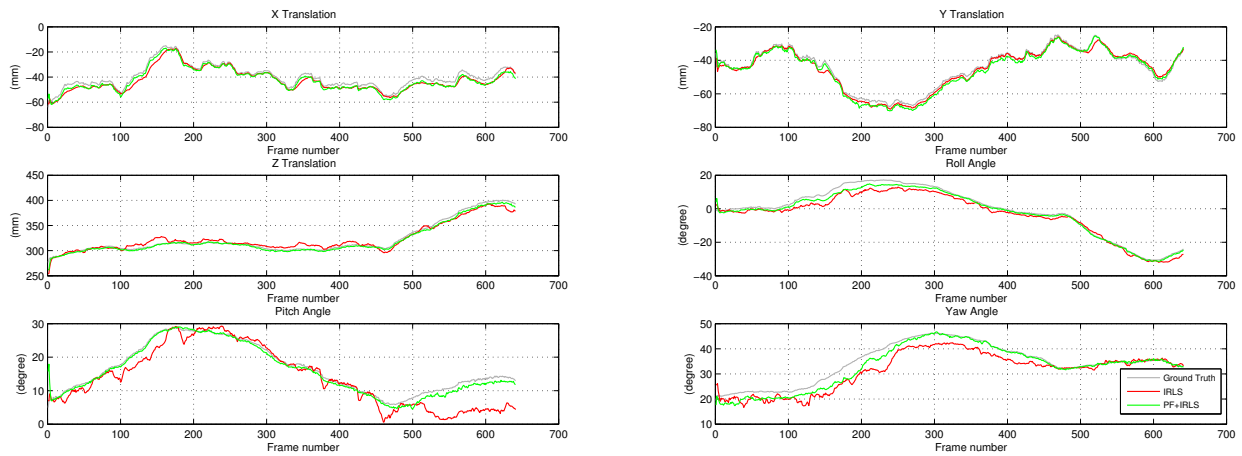 X Translation
0
−20
−40
−60
−80
(mm)
0 100 200 300 400 500 600 700
Frame number
Y Translation
−20
−40
−60
−80
(mm)
0 100 200 300 400 500 600 700
Frame number
Z Translation
450
400
350
300
250
(mm)
0 100 200 300 400 500 600 700
Frame number
Roll Angle
20
0
−20
−40
(degree)
0 100 200 300 400 500 600 700
Frame number
Pitch Angle
30
20
10
0
(degree)
0 100 200 300 400 500 600 700
Frame number
Yaw Angle
50
40
30
20
10
(degree)
0 100 200 300 400 500 600 700
Frame number
Ground Truth
IRLS
PF+IRLS